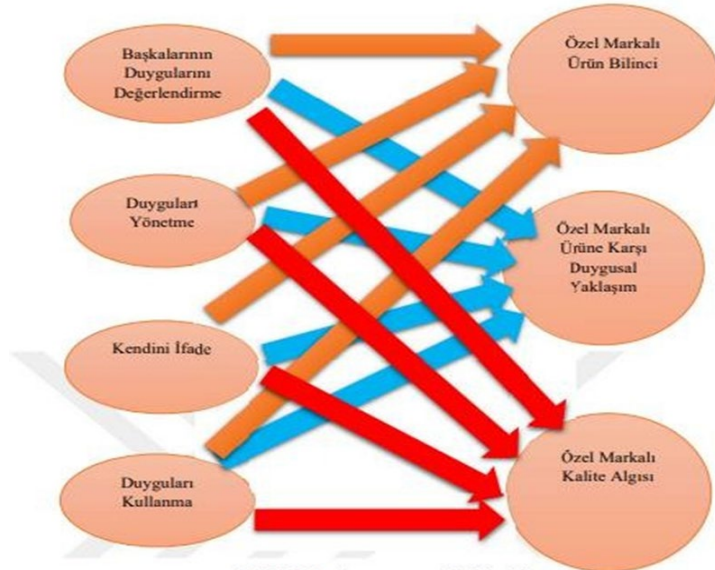 Başkalarının
Duygularını
Değerlendirme
Duyguları
Yönetme
Kendini İfade
Duyguları
Kullanma
Özel Markalı
Ürün Bilinci
Özel Markalı
Ürüne Karşı
Duygusal
Yaklaşım
Özel Markalı
Kalite Algısı